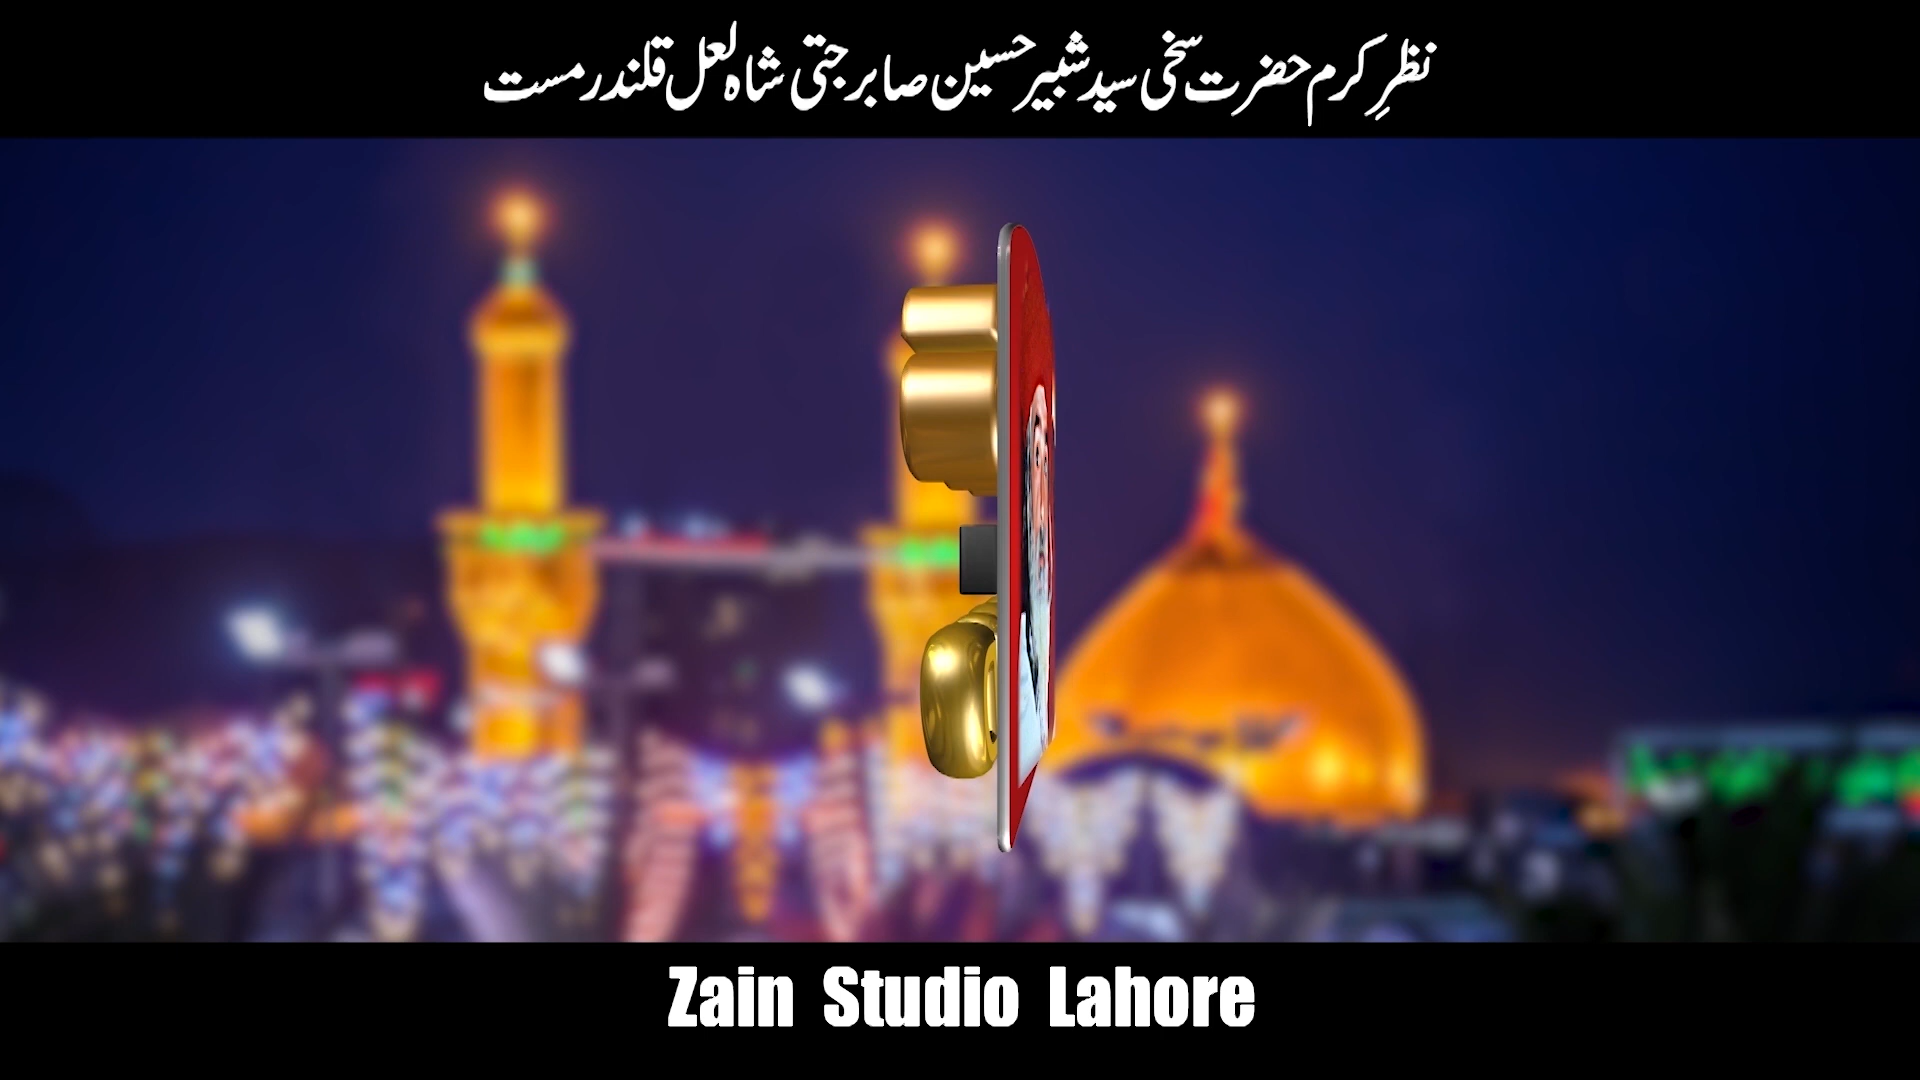 نظرِ کرم حضرت سخی سید شبیر حسین صابر جتی شاہ لعل قلندر مست
Zain Studio Lahore